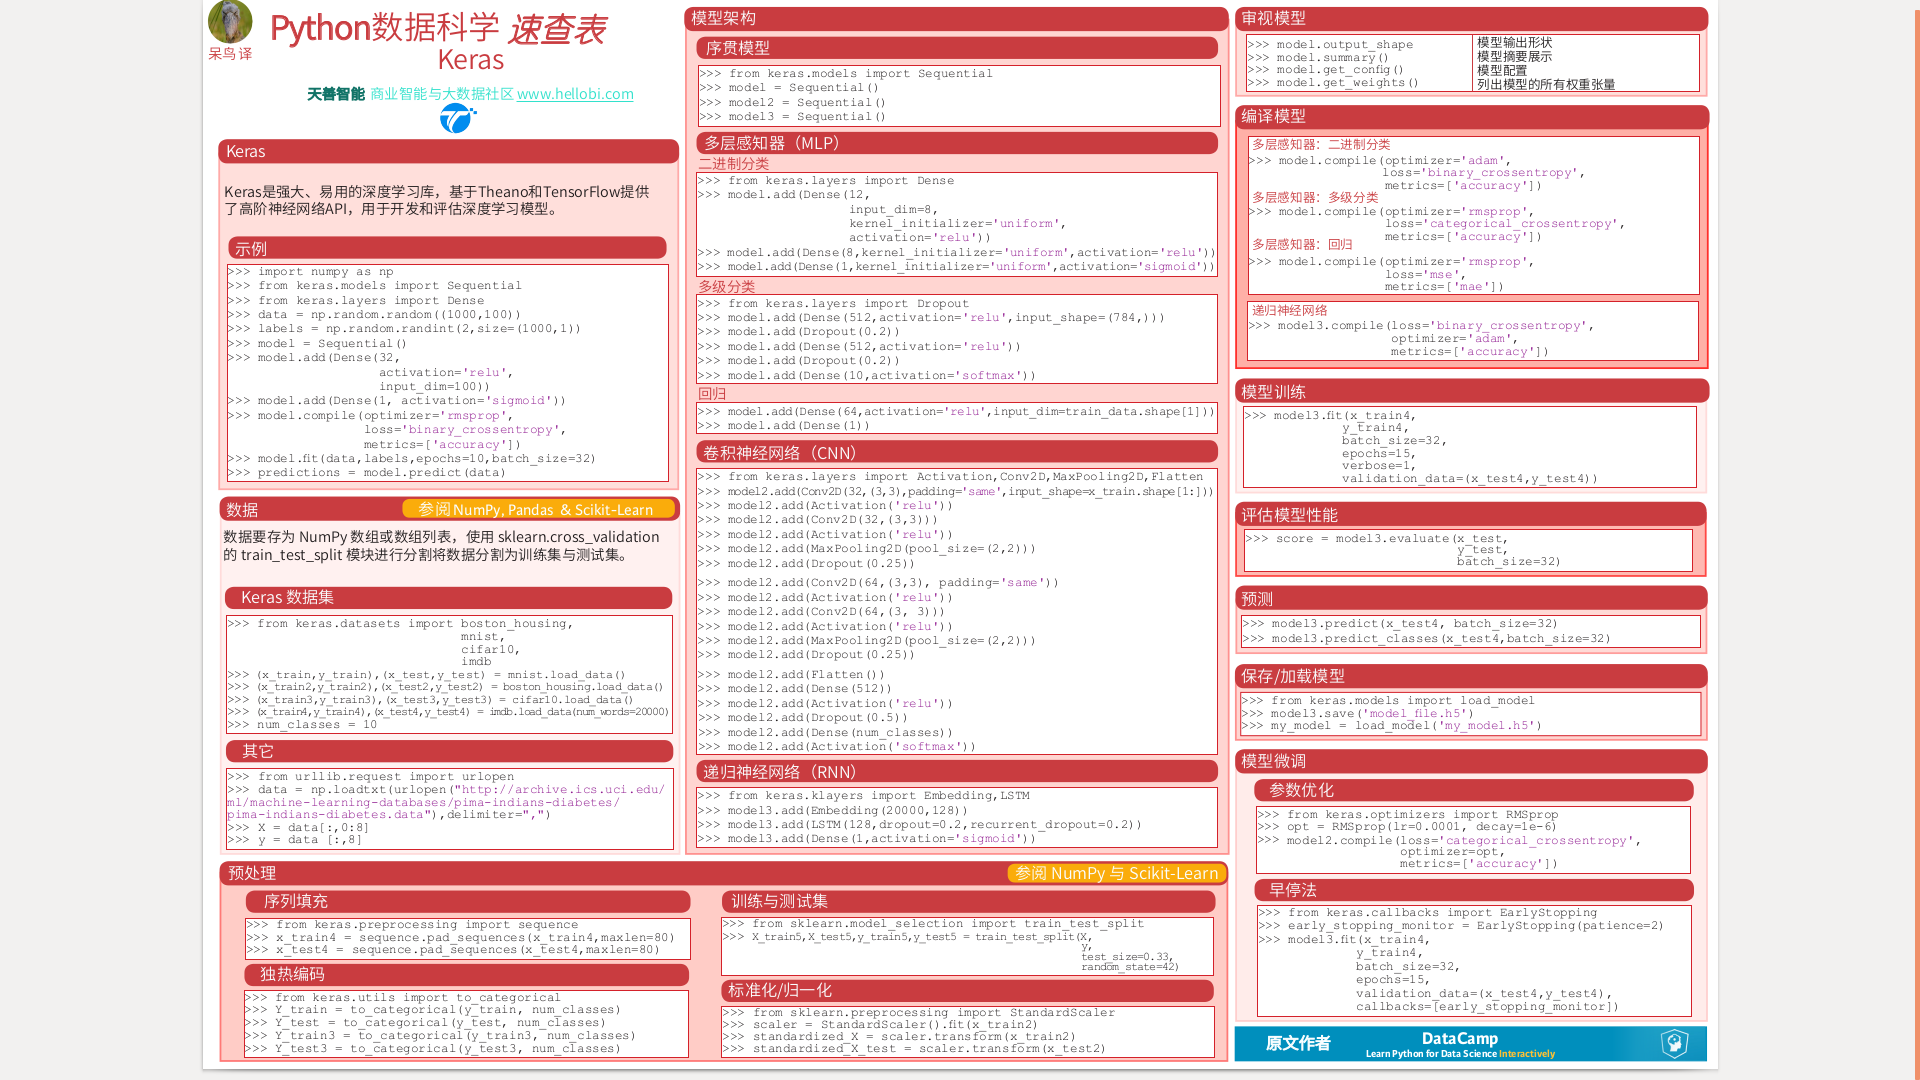 呆鸟 译
Python数据科学 速查表
Keras
天善智能 商业智能与大数据社区 www.hellobi.com
Keras
Keras是强大、易用的深度学习库，基于Theano和TensorFlow提供
了高阶神经网络API，用于开发和评估深度学习模型。
示例
>>> import numpy as np
>>> from keras.models import Sequential
>>> from keras.layers import Dense
>>> data = np.random.random((1000,100))
>>> labels = np.random.randint(2,size=(1000,1))
>>> model = Sequential()
>>> model.add(Dense(32,
activation='relu',
input_dim=100))
>>> model.add(Dense(1, activation='sigmoid'))
>>> model.compile(optimizer='rmsprop',
loss='binary_crossentropy',
metrics=['accuracy'])
>>> model.fit(data,labels,epochs=10,batch_size=32)
>>> predictions = model.predict(data)
数据
参阅 NumPy, Pandas & Scikit-Learn
数据要存为 NumPy 数组或数组列表，使用 sklearn.cross_validation
的 train_test_split 模块进行分割将数据分割为训练集与测试集。
Keras 数据集
>>> from keras.datasets import boston_housing,
mnist,
cifar10,
imdb
>>> (x_train,y_train),(x_test,y_test) = mnist.load_data()
>>> (x_train2,y_train2),(x_test2,y_test2) = boston_housing.load_data()
>>> (x_train3,y_train3),(x_test3,y_test3) = cifar10.load_data()
>>> (x_train4,y_train4),(x_test4,y_test4) = imdb.load_data(num_words=20000)
>>> num_classes = 10
其它
>>> from urllib.request import urlopen
>>> data = np.loadtxt(urlopen("http://archive.ics.uci.edu/
ml/machine-learning-databases/pima-indians-diabetes/
pima-indians-diabetes.data"),delimiter=",")
>>> X = data[:,0:8]
>>> y = data [:,8]
模型架构
序贯模型
>>> from keras.models import Sequential
>>> model = Sequential()
>>> model2 = Sequential()
>>> model3 = Sequential()
多层感知器（MLP）
二进制分类
>>> from keras.layers import Dense
>>> model.add(Dense(12,
input_dim=8,
kernel_initializer='uniform',
activation='relu'))
>>> model.add(Dense(8,kernel_initializer='uniform',activation='relu'))
>>> model.add(Dense(1,kernel_initializer='uniform',activation='sigmoid'))
多级分类
>>> from keras.layers import Dropout
>>> model.add(Dense(512,activation='relu',input_shape=(784,)))
>>> model.add(Dropout(0.2))
>>> model.add(Dense(512,activation='relu'))
>>> model.add(Dropout(0.2))
>>> model.add(Dense(10,activation='softmax'))
回归
>>> model.add(Dense(64,activation='relu',input_dim=train_data.shape[1]))
>>> model.add(Dense(1))
卷积神经网络（CNN）
>>> from keras.layers import Activation,Conv2D,MaxPooling2D,Flatten
>>> model2.add(Conv2D(32,(3,3),padding='same',input_shape=x_train.shape[1:]))
>>> model2.add(Activation('relu'))
>>> model2.add(Conv2D(32,(3,3)))
>>> model2.add(Activation('relu'))
>>> model2.add(MaxPooling2D(pool_size=(2,2)))
>>> model2.add(Dropout(0.25))
>>> model2.add(Conv2D(64,(3,3), padding='same'))
>>> model2.add(Activation('relu'))
>>> model2.add(Conv2D(64,(3, 3)))
>>> model2.add(Activation('relu'))
>>> model2.add(MaxPooling2D(pool_size=(2,2)))
>>> model2.add(Dropout(0.25))
>>> model2.add(Flatten())
>>> model2.add(Dense(512))
>>> model2.add(Activation('relu'))
>>> model2.add(Dropout(0.5))
>>> model2.add(Dense(num_classes))
>>> model2.add(Activation('softmax'))
递归神经网络（RNN）
>>> from keras.klayers import Embedding,LSTM
>>> model3.add(Embedding(20000,128))
>>> model3.add(LSTM(128,dropout=0.2,recurrent_dropout=0.2))
>>> model3.add(Dense(1,activation='sigmoid'))
预处理
参阅 NumPy 与 Scikit-Learn
序列填充
>>> from keras.preprocessing import sequence
>>> x_train4 = sequence.pad_sequences(x_train4,maxlen=80)
>>> x_test4 = sequence.pad_sequences(x_test4,maxlen=80)
独热编码
>>> from keras.utils import to_categorical
>>> Y_train = to_categorical(y_train, num_classes)
>>> Y_test = to_categorical(y_test, num_classes)
>>> Y_train3 = to_categorical(y_train3, num_classes)
>>> Y_test3 = to_categorical(y_test3, num_classes)
训练与测试集
>>> from sklearn.model_selection import train_test_split
>>> X_train5,X_test5,y_train5,y_test5 = train_test_split(X,
y,
test_size=0.33,
random_state=42)
标准化/归一化
>>> from sklearn.preprocessing import StandardScaler
>>> scaler = StandardScaler().fit(x_train2)
>>> standardized_X = scaler.transform(x_train2)
>>> standardized_X_test = scaler.transform(x_test2)
审视模型
>>> model.output_shape 模型输出形状
>>> model.summary() 模型摘要展示
>>> model.get_config() 模型配置
>>> model.get_weights() 列出模型的所有权重张量
编译模型
多层感知器：二进制分类
>>> model.compile(optimizer='adam',
loss='binary_crossentropy',
metrics=['accuracy'])
多层感知器：多级分类
>>> model.compile(optimizer='rmsprop',
loss='categorical_crossentropy',
metrics=['accuracy'])
多层感知器：回归
>>> model.compile(optimizer='rmsprop',
loss='mse',
metrics=['mae'])
递归神经网络
>>> model3.compile(loss='binary_crossentropy',
optimizer='adam',
metrics=['accuracy'])
模型训练
>>> model3.fit(x_train4,
y_train4,
batch_size=32,
epochs=15,
verbose=1,
validation_data=(x_test4,y_test4))
评估模型性能
>>> score = model3.evaluate(x_test,
y_test,
batch_size=32)
预测
>>> model3.predict(x_test4, batch_size=32)
>>> model3.predict_classes(x_test4,batch_size=32)
保存/加载模型
>>> from keras.models import load_model
>>> model3.save('model_file.h5')
>>> my_model = load_model('my_model.h5')
模型微调
参数优化
>>> from keras.optimizers import RMSprop
>>> opt = RMSprop(lr=0.0001, decay=1e-6)
>>> model2.compile(loss='categorical_crossentropy',
optimizer=opt,
metrics=['accuracy'])
早停法
>>> from keras.callbacks import EarlyStopping
>>> early_stopping_monitor = EarlyStopping(patience=2)
>>> model3.fit(x_train4,
y_train4,
batch_size=32,
epochs=15,
validation_data=(x_test4,y_test4),
callbacks=[early_stopping_monitor])
原文作者
DataCamp
Learn Python for Data Science Interactively